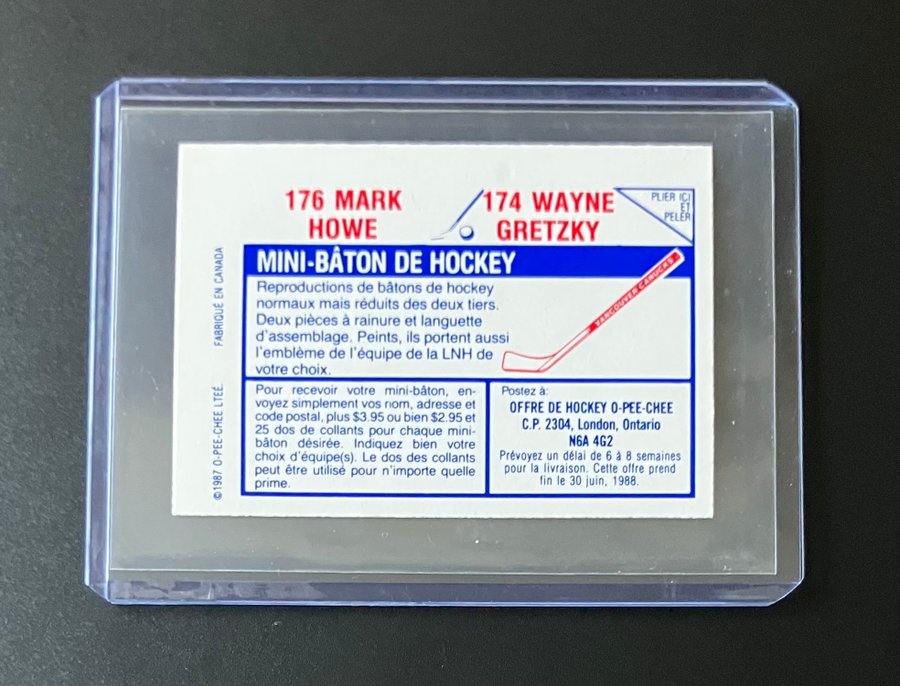 176 MARK
HOWE
174 WAYNE
GRETZKY
PLIER ICI
ET
PELER
MINI-BÂTON DE HOCKEY
Reproductions de bâtons de hockey
normaux mais réduits des deux tiers.
Deux pièces à rainure et languette
d'assemblage. Peints, ils portent aussi
l'emblème de l'équipe de la LNH de
votre choix.
VANCOUVER CANUCKS
Pour recevoir votre mini-bâton, en-
voyez simplement vos nom, adresse et
code postal, plus $3.95 ou bien $2.95 et
25 dos de collants pour chaque mini-
bâton désirée. Indiquez bien votre
choix d'équipe(s). Le dos des collants
peut être utilisé pour n'importe quelle
prime.
Postez à:
OFFRE DE HOCKEY O-PEE-CHEE
C.P. 2304, London, Ontario
N6A 4G2
Prévoyez un délai de 6 à 8 semaines
pour la livraison. Cette offre prend
fin le 30 juin, 1988.
©1987 O-PEE-CHEE LTEÉ. FABRIQUÉ EN CANADA